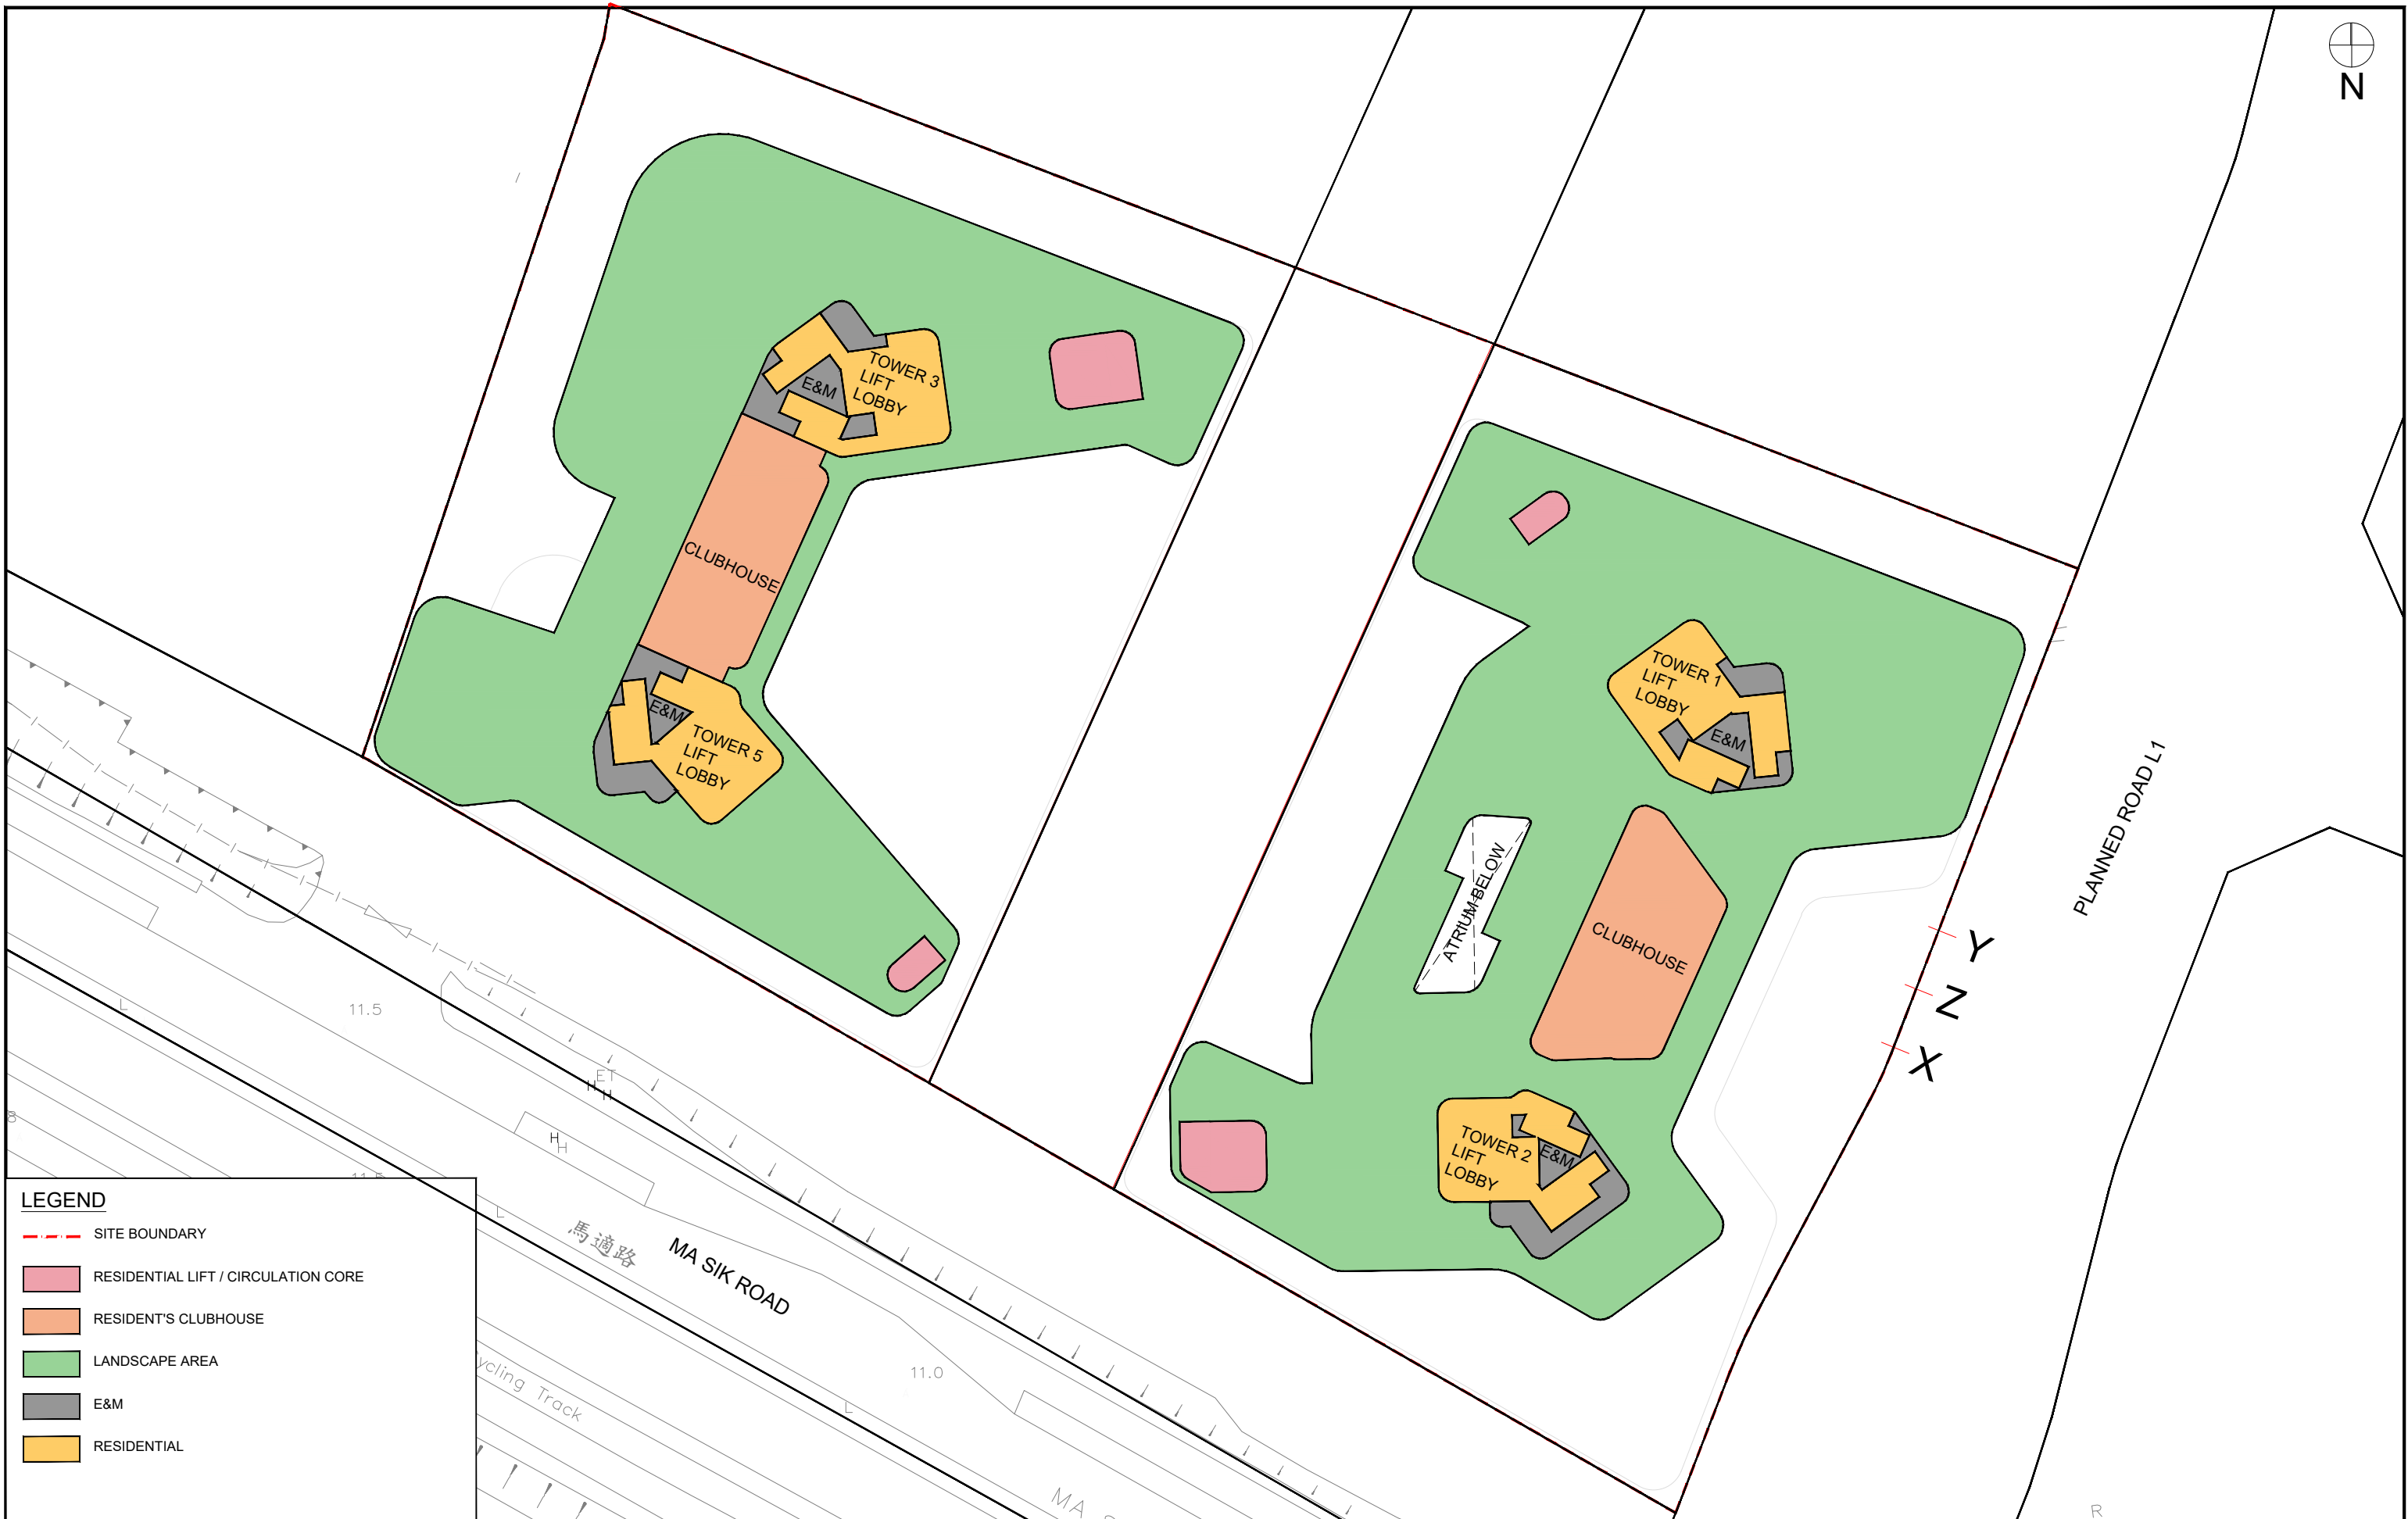 N
TOWER 3
LIFT
LOBBY
E&M
CLUBHOUSE
E&M
TOWER 5
LIFT
LOBBY
TOWER 1
LIFT
LOBBY
E&M
ATRIUM BELOW
CLUBHOUSE
TOWER 2
LIFT
LOBBY
E&M
PLANNED ROAD L1
Y
Z
X
11.5
L
ET
H
H
H
H
L
馬適路
MA SIK ROAD
11.0
L
ycling Track
MA
R
LEGEND
SITE BOUNDARY
RESIDENTIAL LIFT / CIRCULATION CORE
RESIDENT'S CLUBHOUSE
LANDSCAPE AREA
E&M
RESIDENTIAL